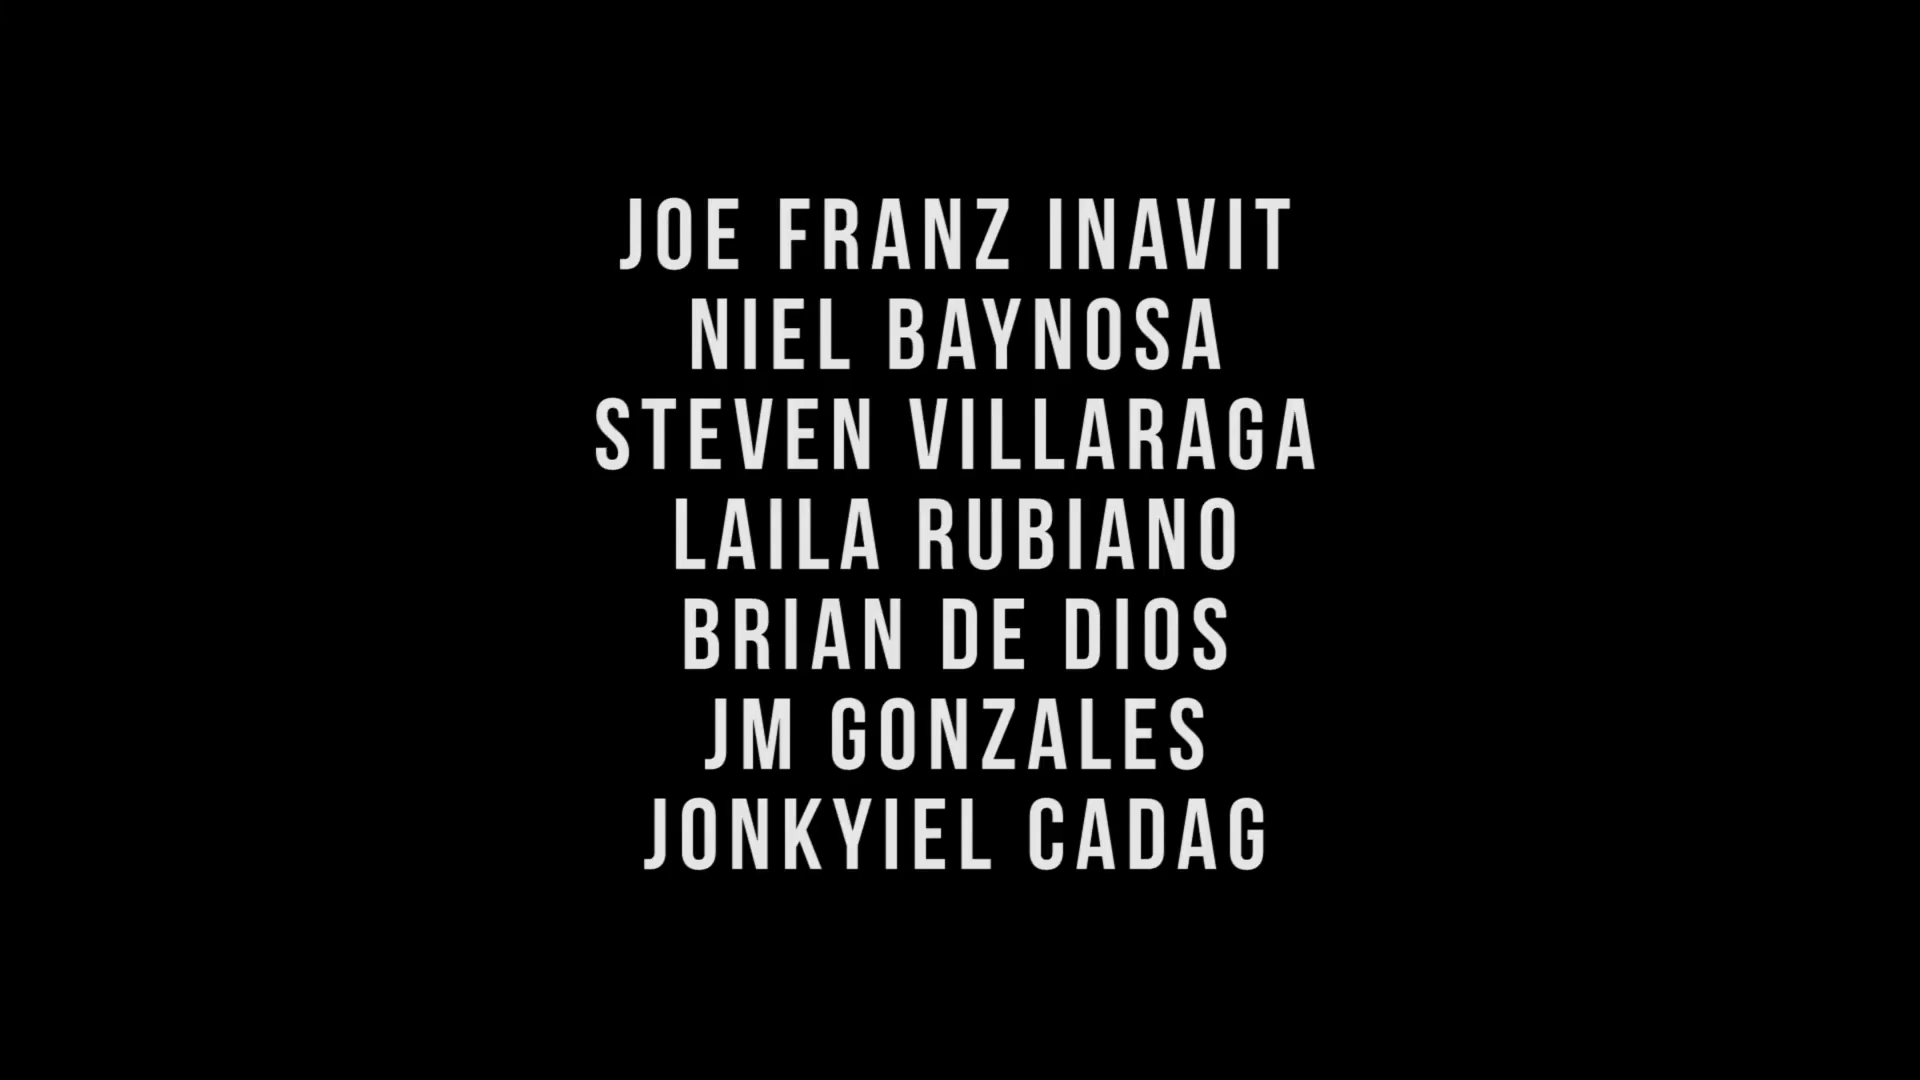 JOE FRANZ INAVIT
NIEL BAYNOSA
STEVEN VILLARAGA
LAILA RUBIANO
BRIAN DE DIOS
JM GONZALES
JONKYIEL CADAG